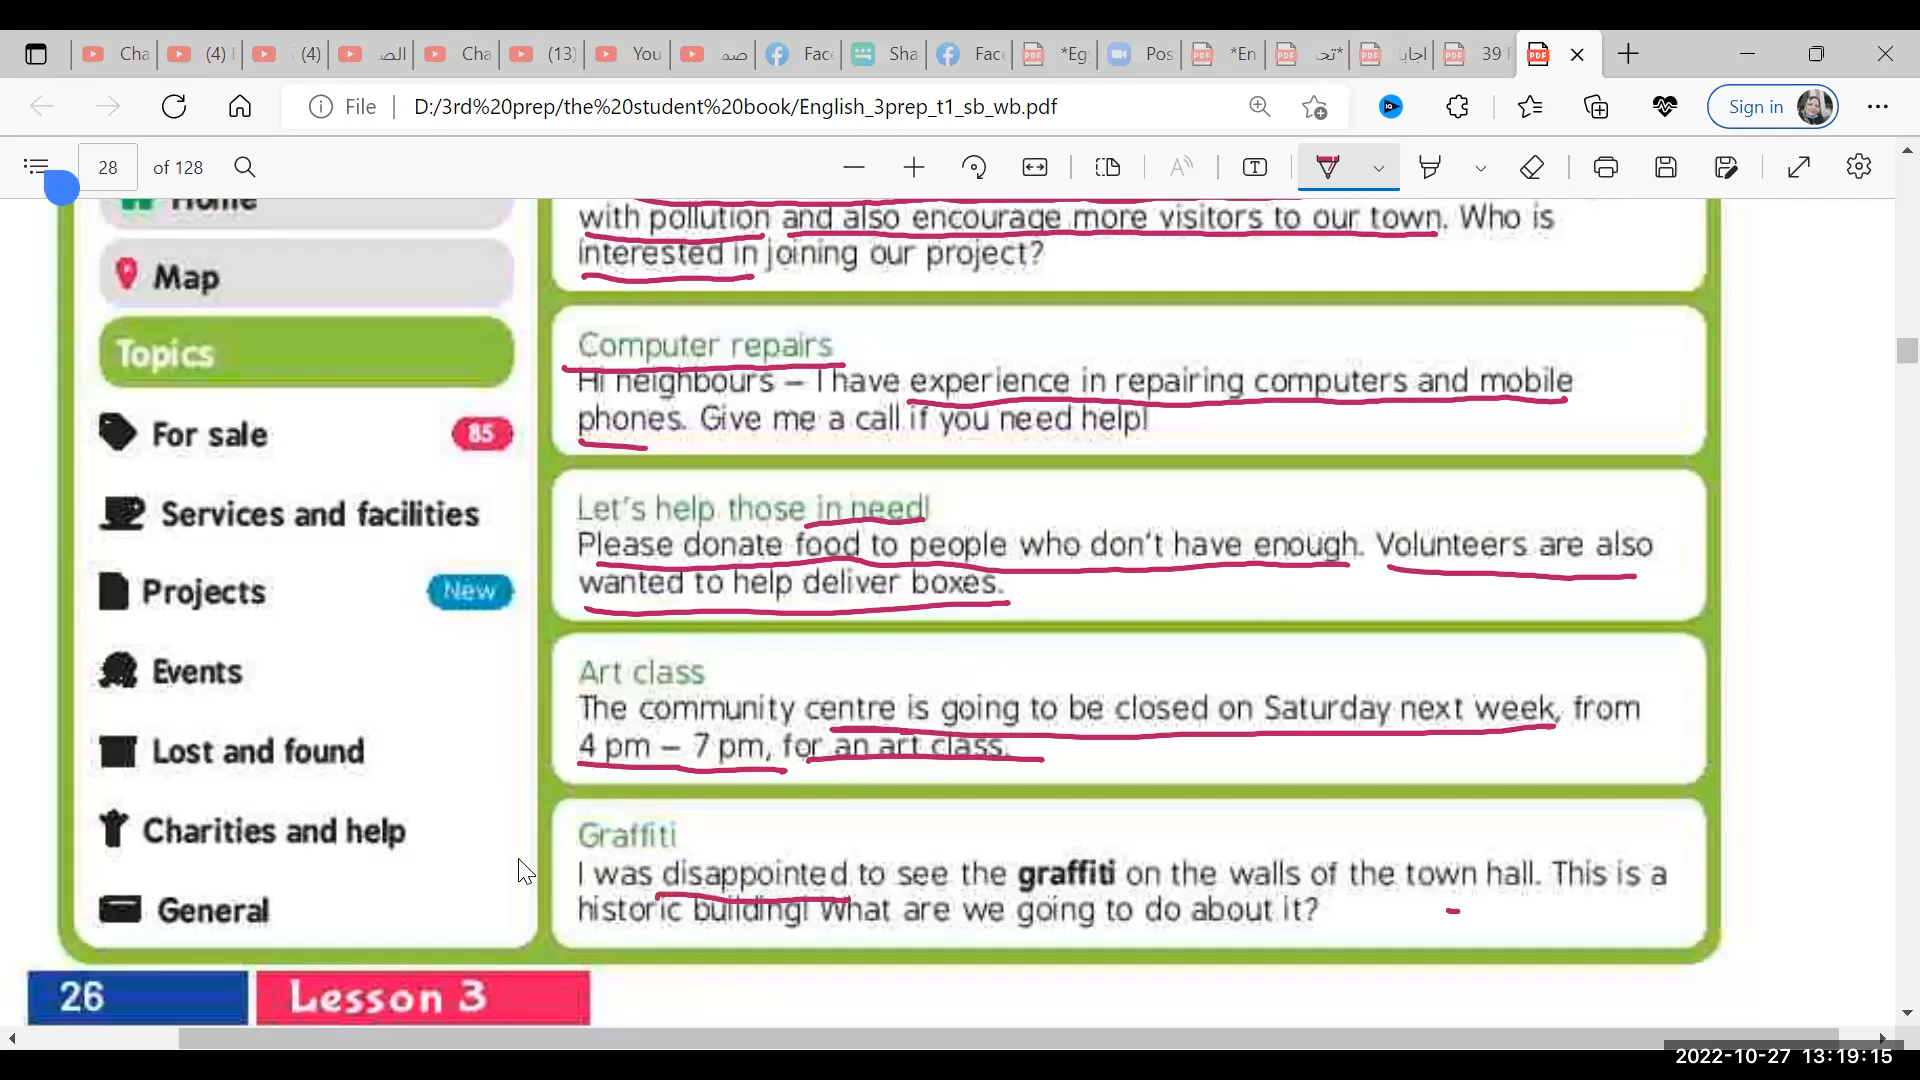 Cha
(4)
(4)
الص
Cha
(13)
You
صم
Face
Sha
Face
*Eg
Pos
*En
*تح
اجابا
39
File
D:/3rd%20prep/the%20student%20book/English_3prep_t1_sb_wb.pdf
Sign in
28 of 128
Home
Map
Topics
For sale 85
Services and facilities
Projects New
Events
Lost and found
Charities and help
General
with pollution and also encourage more visitors to our town. Who is
interested in joining our project?
Computer repairs
Hi neighbours – I have experience in repairing computers and mobile
phones. Give me a call if you need help!
Let's help those in need!
Please donate food to people who don't have enough. Volunteers are also
wanted to help deliver boxes.
Art class
The community centre is going to be closed on Saturday next week, from
4 pm – 7 pm, for an art class.
Graffiti
I was disappointed to see the graffiti on the walls of the town hall. This is a
historic building! What are we going to do about it?
26 Lesson 3
2022-10-27 13:19:15